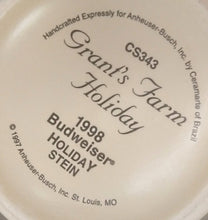 Handcrafted Expressly for Anheuser-Busch, Inc. by Ceramarte of Brazil
CS343
Grant's Farm
Holiday
1998
Budweiser®
HOLIDAY
STEIN
©1997 Anheuser-Busch, Inc. St. Louis, MO